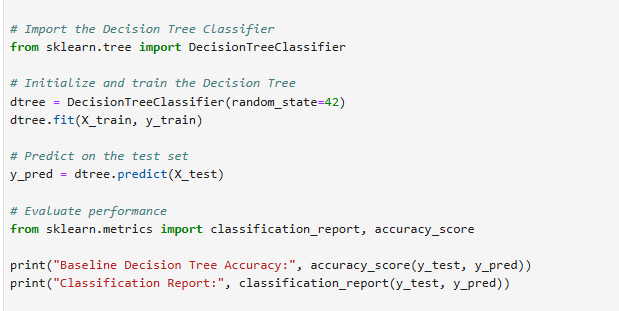 # Import the Decision Tree Classifier
from sklearn.tree import DecisionTreeClassifier
# Initialize and train the Decision Tree
dtree = DecisionTreeClassifier(random_state=42)
dtree.fit(X_train, y_train)
# Predict on the test set
y_pred = dtree.predict(X_test)
# Evaluate performance
from sklearn.metrics import classification_report, accuracy_score
print("Baseline Decision Tree Accuracy:", accuracy_score(y_test, y_pred))
print("Classification Report:", classification_report(y_test, y_pred))